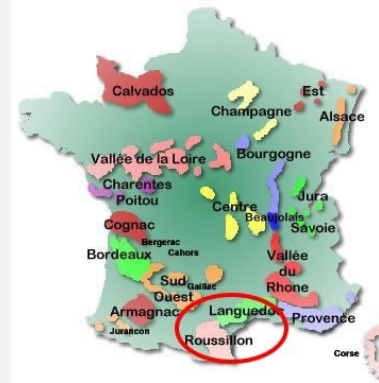 Calvados
Est
Champagne
Alsace
Vallée de la Loire
Bourgogne
Charentes
Poitou
Jura
Centre
Beaujolais
Savoie
Cognac
Bergerac
Cahors
Bordeaux
Vallée
du
Rhone
Sud
Ouest
Gaillac
Armagnac
Languedo
Provence
Jurancon
Roussillon
Corse